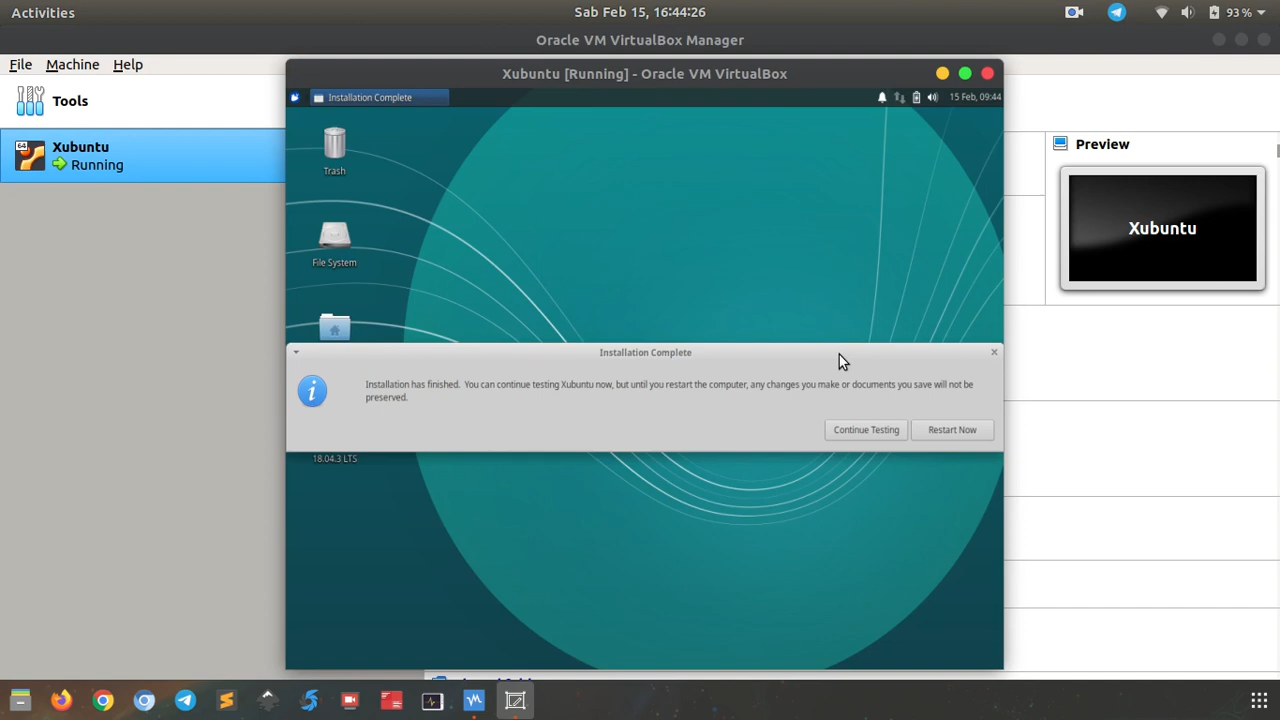 Activities
Sab Feb 15, 16:44:26
93 %
Oracle VM VirtualBox Manager
File Machine Help
Tools
Xubuntu
Running
64
Xubuntu [Running] - Oracle VM VirtualBox
Installation Complete
15 Feb, 09:44
Trash
File System
Installation Complete
Installation has finished. You can continue testing Xubuntu now, but until you restart the computer, any changes you make or documents you save will not be
preserved.
Continue Testing
Restart Now
18.04.3 LTS
Preview
Xubuntu